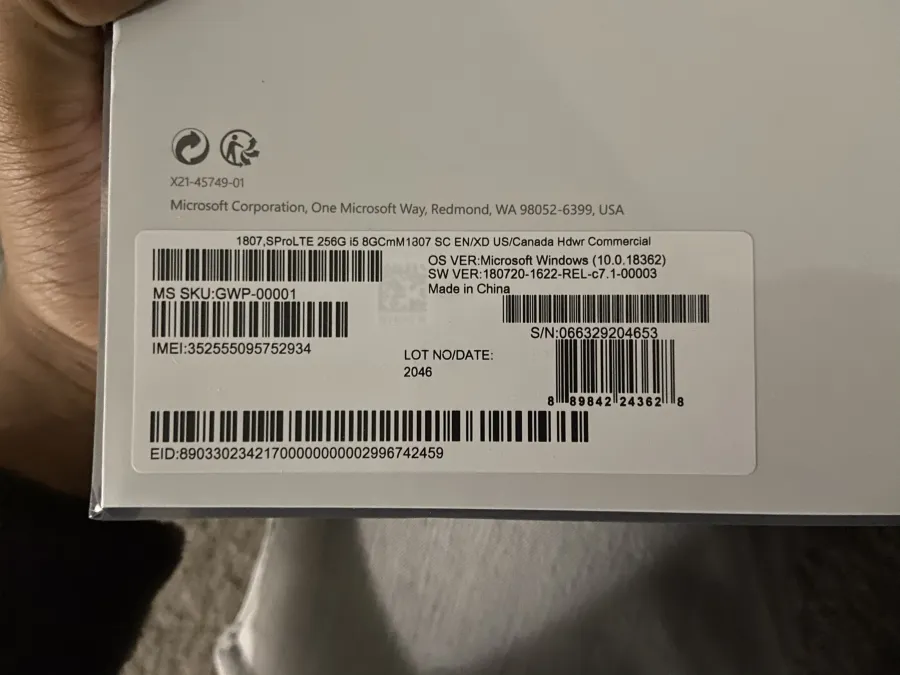 X21-45749-01
Microsoft Corporation, One Microsoft Way, Redmond, WA 98052-6399, USA
1807,SProLTE 256G i5 8GCmM1807 SC EN/XD US/Canada Hdwr Commercial
OS VER:Microsoft Windows (10.0.18362)
SW VER:180720-1622-REL-c7.1-00003
Made in China
MS SKU:GWP-00001
S/N:066329204653
IMEI:352555095752934
LOT NO/DATE:
2046
8 89842 24362 8
EID:89033023421700000000002996742459